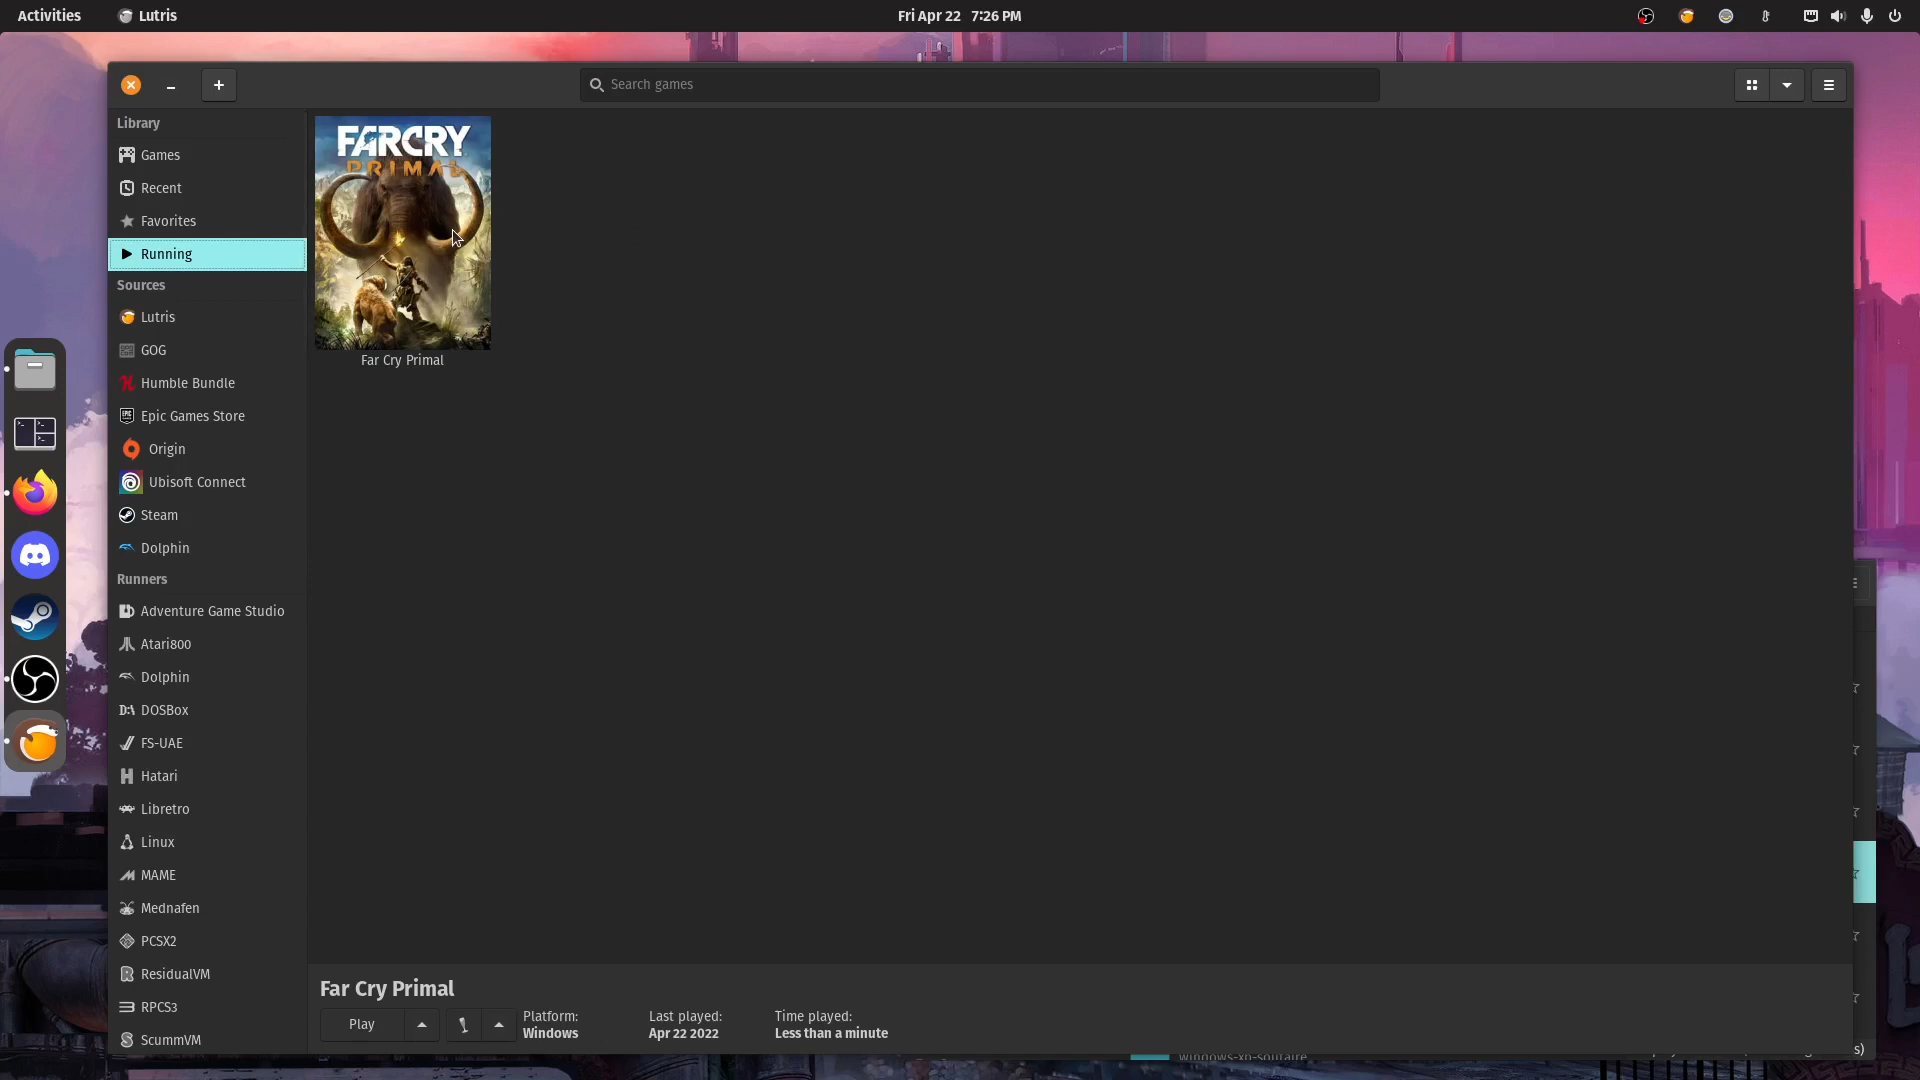 Activities
Lutris
Fri Apr 22 7:26 PM
Search games
Library
Games
Recent
Favorites
Running
Sources
Lutris
GOG
Humble Bundle
Epic Games Store
Origin
Ubisoft Connect
Steam
Dolphin
Runners
Adventure Game Studio
Atari800
Dolphin
DOSBox
FS-UAE
Hatari
Libretro
Linux
MAME
Mednafen
PCSX2
ResidualVM
RPCS3
ScummVM
FARCRY
PRIMAL
Far Cry Primal
Far Cry Primal
Play
Platform:
Windows
Last played:
Apr 22 2022
Time played:
Less than a minute
windows-xp-solitaire
s)